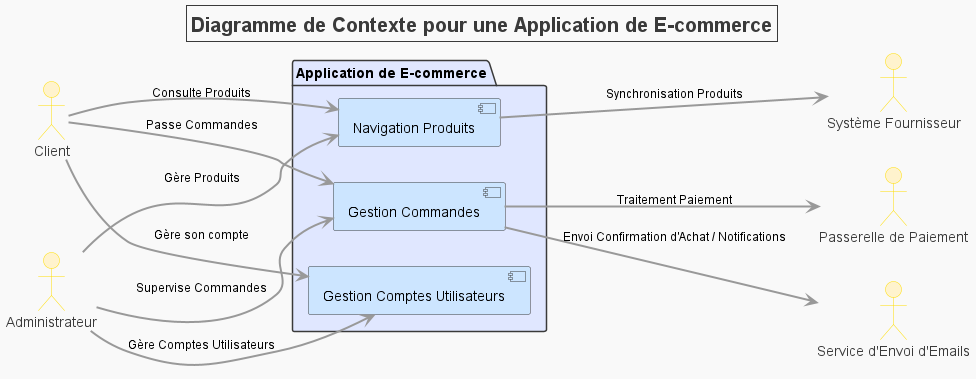 Diagramme de Contexte pour une Application de E-commerce
Application de E-commerce
Consulte Produits
Synchronisation Produits
Navigation Produits
Système Fournisseur
Passe Commandes
Client
Gère Produits
Traitement Paiement
Gestion Commandes
Passerelle de Paiement
Gère son compte
Envoi Confirmation d'Achat / Notifications
Supervise Commandes
Gestion Comptes Utilisateurs
Administrateur
Gère Comptes Utilisateurs
Service d'Envoi d'Emails